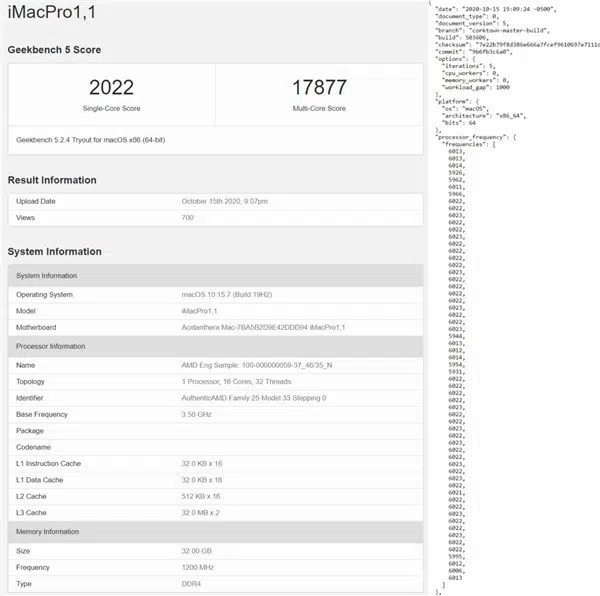 iMacPro1,1
Geekbench 5 Score
2022
Single-Core Score
17877
Multi-Core Score
Geekbench 5.2.4 Tryout for macOS x86 (64-bit)
Result Information
Upload Date October 15th 2020, 9:07pm
Views 700
System Information
System Information
Operating System macOS 10.15.7 (Build 19H2)
Model iMacPro1,1
Motherboard Acidanthera Mac-7BA5B2D9E42DDD94 iMacPro1,1
Processor Information
Name AMD Eng Sample: 100-000000059-37_46/35_N
Topology 1 Processor, 16 Cores, 32 Threads
Identifier AuthenticAMD Family 25 Model 33 Stepping 0
Base Frequency 3.50 GHz
Package
Codename
L1 Instruction Cache 32.0 KB x 16
L1 Data Cache 32.0 KB x 16
L2 Cache 512 KB x 16
L3 Cache 32.0 MB x 2
Memory Information
Size 32.00 GB
Frequency 1200 MHz
Type DDR4
{
"date": "2020-10-15 19:09:24 -0500",
"document_type": 0,
"document_version": 5,
"branch": "corktown-master-build",
"build": 503606,
"checksum": "7e22b79f8d386e666a7fcef9610697e7111
"commit": "9b6fb3c6a0",
"options": {
"iterations": 5,
"cpu_workers": 0,
"memory_workers": 0,
"workload_gap": 1000
},
"platform": {
"os": "macOS",
"architecture": "x86_64",
"bits": 64
},
"processor_frequency": {
"frequencies": [
6013,
6013,
6014,
5926,
5962,
6011,
5966,
6022,
6022,
6023,
6022,
6023,
6023,
6022,
6022,
6022,
6022,
6023,
6022,
6022,
6023,
6022,
6022,
6023,
6022,
6023,
5944,
6013,
6012,
6014,
5954,
5931,
6022,
6022,
6022,
6022,
6023,
6022,
6023,
6022,
6022,
6023,
6022,
6022,
6023,
6022,
6023,
6022,
6021,
6022,
6023,
6022,
6022,
6022,
6023,
6023,
6022,
5995,
6012,
6006,
6013
]
},